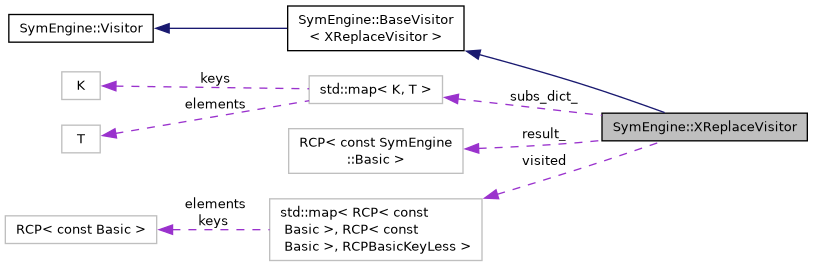 SymEngine::Visitor
SymEngine::BaseVisitor
< XReplaceVisitor >
K
keys
std::map< K, T >
elements
T
subs_dict_
SymEngine::XReplaceVisitor
RCP< const SymEngine
::Basic >
result_
visited
RCP< const Basic >
elements
keys
std::map< RCP< const
Basic >, RCP< const
Basic >, RCPBasicKeyLess >